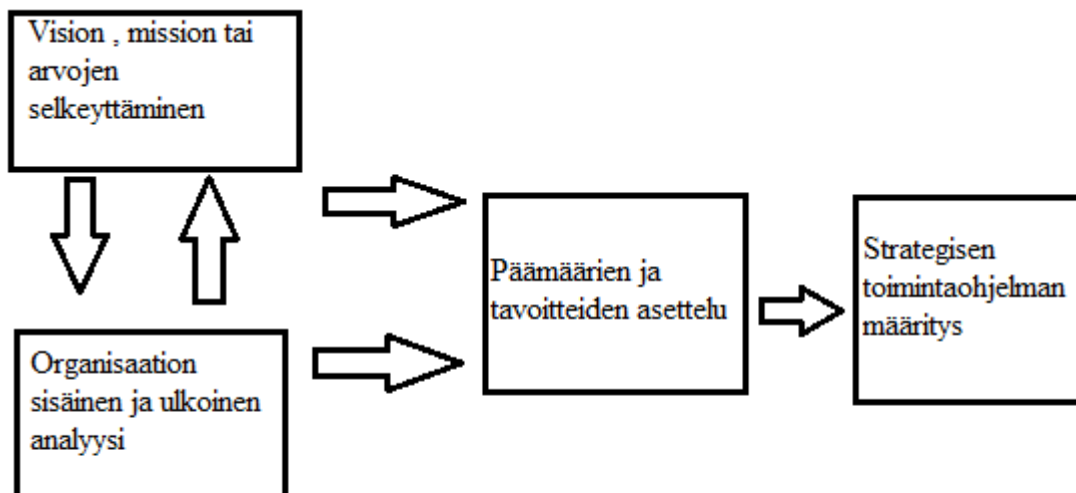 Vision , mission tai
arvojen
selkeyttäminen
Organisaation
sisäinen ja ulkoinen
analyysi
Päämäärien ja
tavoitteiden asettelu
Strategisen
toimintaohjelman
määritys